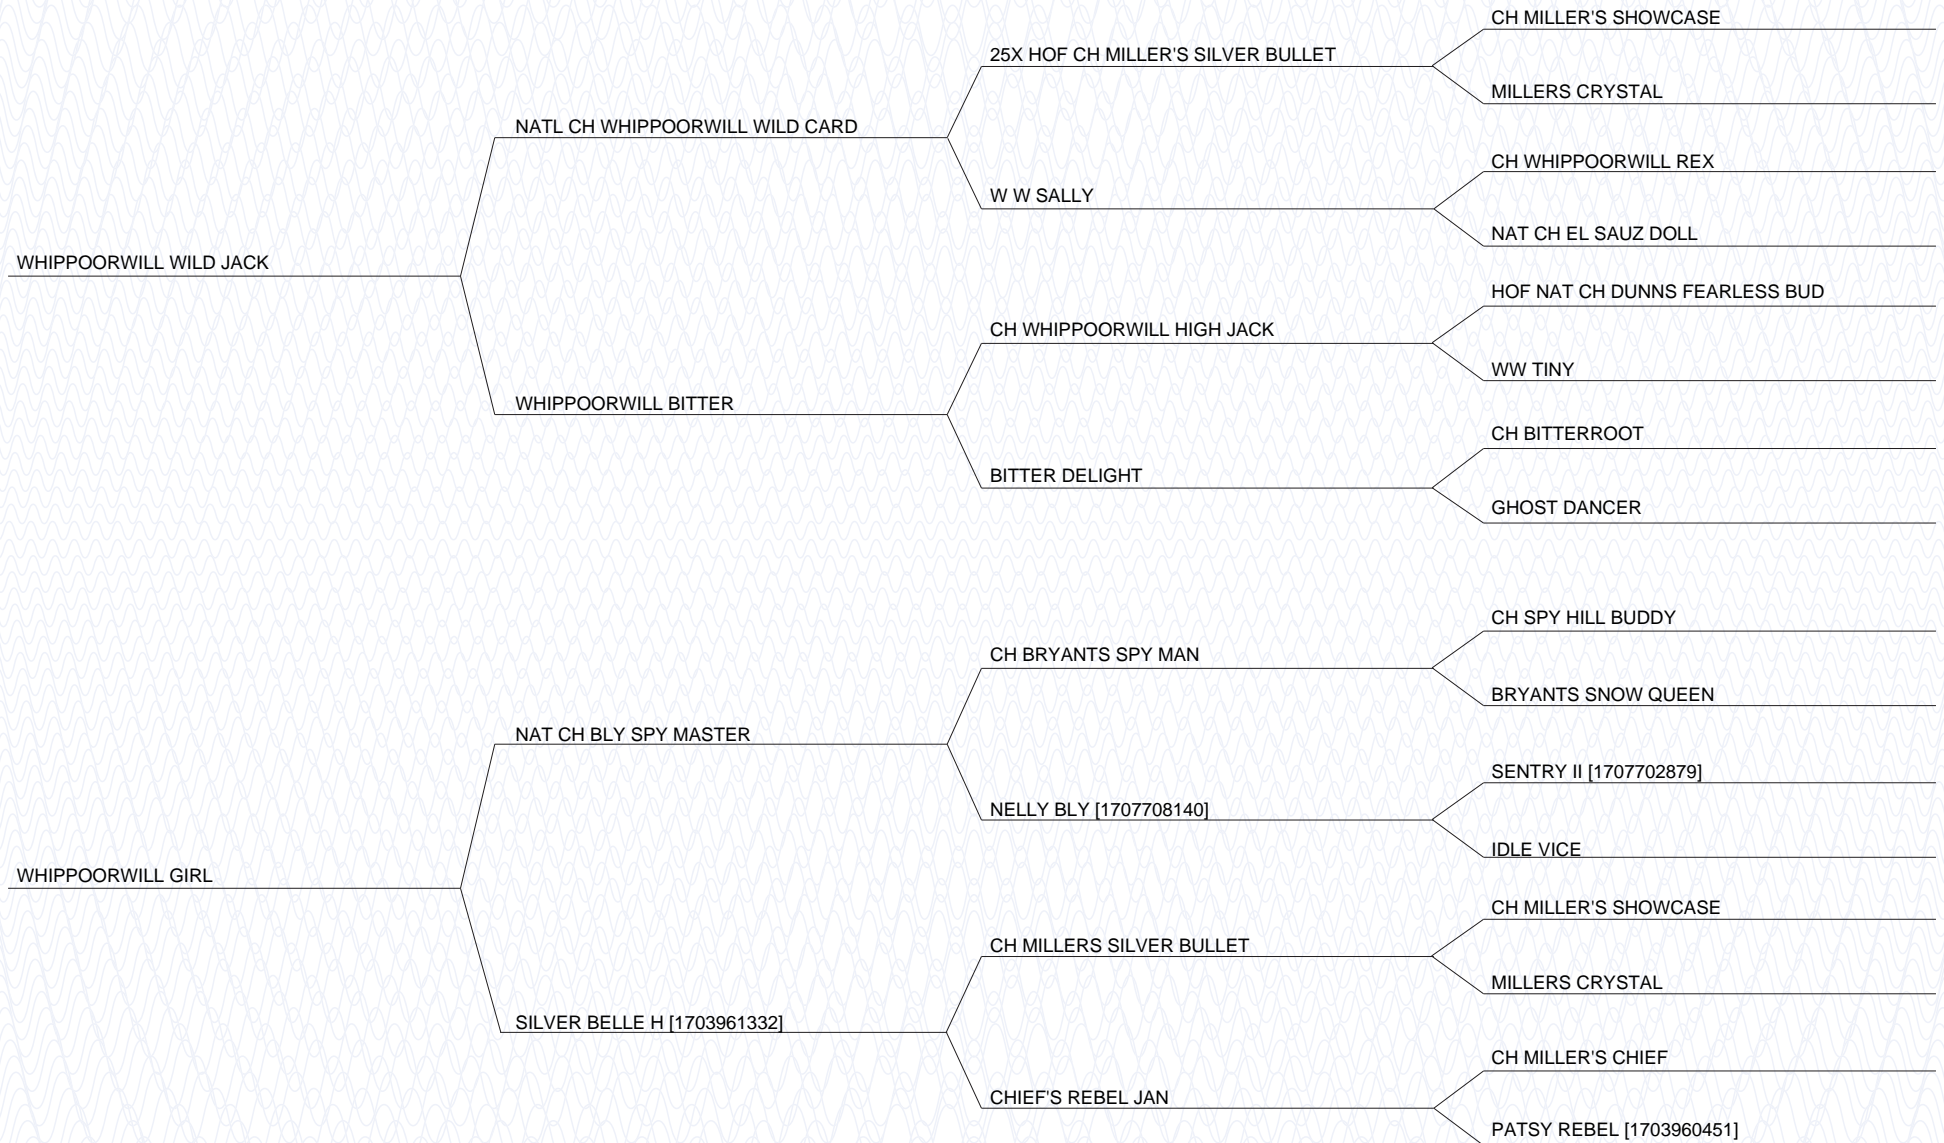 CH MILLER'S SHOWCASE
25X HOF CH MILLER'S SILVER BULLET
MILLERS CRYSTAL
NATL CH WHIPPOORWILL WILD CARD
CH WHIPPOORWILL REX
W W SALLY
NAT CH EL SAUZ DOLL
WHIPPOORWILL WILD JACK
HOF NAT CH DUNNS FEARLESS BUD
CH WHIPPOORWILL HIGH JACK
WW TINY
WHIPPOORWILL BITTER
CH BITTERROOT
BITTER DELIGHT
GHOST DANCER
CH SPY HILL BUDDY
CH BRYANTS SPY MAN
BRYANTS SNOW QUEEN
NAT CH BLY SPY MASTER
SENTRY II [1707702879]
NELLY BLY [1707708140]
IDLE VICE
WHIPPOORWILL GIRL
CH MILLER'S SHOWCASE
CH MILLERS SILVER BULLET
MILLERS CRYSTAL
SILVER BELLE H [1703961332]
CH MILLER'S CHIEF
CHIEF'S REBEL JAN
PATSY REBEL [1703960451]